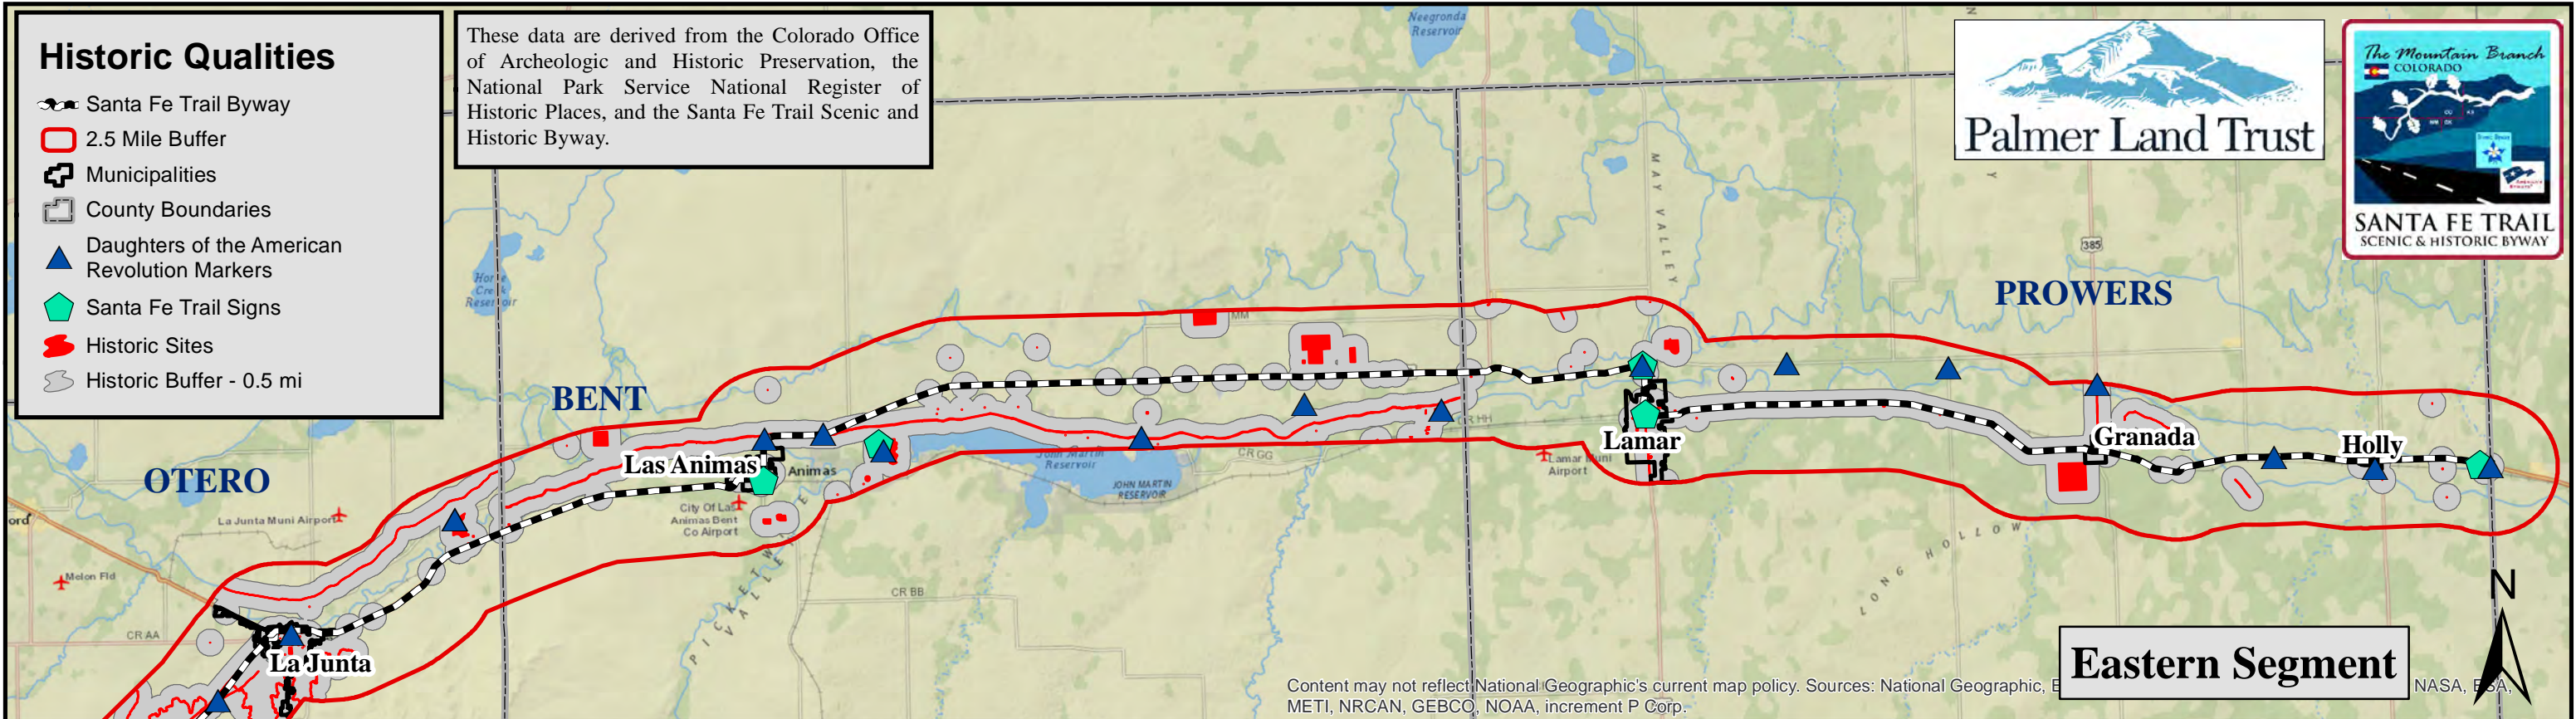 Historic Qualities
Santa Fe Trail Byway
2.5 Mile Buffer
Municipalities
County Boundaries
Daughters of the American
Revolution Markers
Santa Fe Trail Signs
Historic Sites
Historic Buffer - 0.5 mi
These data are derived from the Colorado Office
of Archeologic and Historic Preservation, the
National Park Service National Register of
Historic Places, and the Santa Fe Trail Scenic and
Historic Byway.
Neegronda
Reservoir
Palmer Land Trust
The Mountain Branch
COLORADO
SANTA FE TRAIL
SCENIC & HISTORIC BYWAY
MAY VALLEY
385
PROWERS
Reservoir
MM
BENT
OTERO
Las Animas
Animas
La Junta Muni Airport
City Of Las
Animas Bent
Co Airport
John Martin
Reservoir
JOHN MARTIN
RESERVOIR
CR GG
HH
Lamar
Lamar Muni
Airport
Granada
Holly
Melon Fld
CR AA
La Junta
CR BB
LONG HOLLOW
N
Eastern Segment
Content may not reflect National Geographic's current map policy. Sources: National Geographic, NASA,
METI, NRCAN, GEBCO, NOAA, increment P Corp.